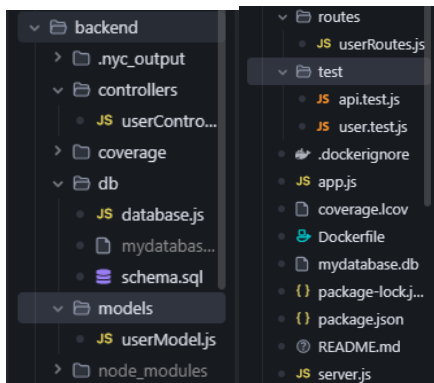 backend
.nyc_output
controllers
JS userContro...
coverage
db
JS database.js
mydatabas...
schema.sql
models
JS userModel.js
node_modules
routes
JS userRoutes.js
test
JS api.test.js
JS user.test.js
.dockerignore
JS app.js
coverage.lcov
Dockerfile
mydatabase.db
{} package-lock.j...
{} package.json
README.md
JS server.js